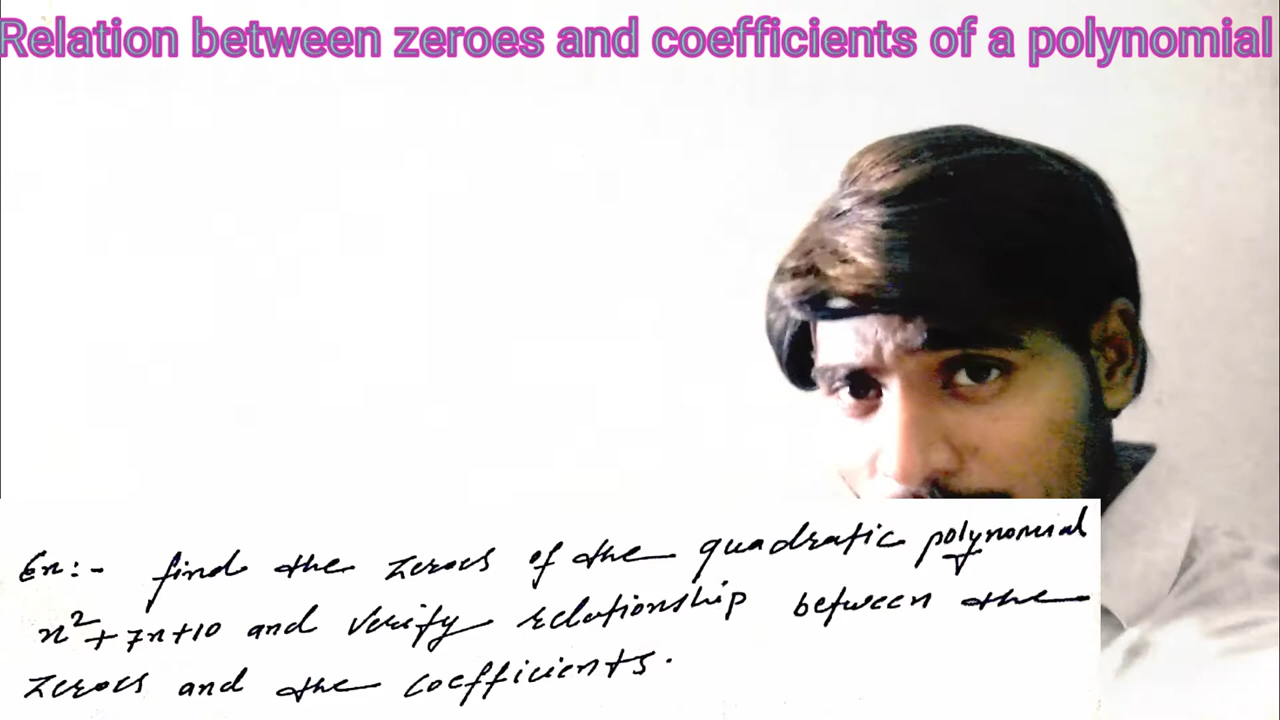 Relation between zeroes and coefficients of a polynomial
Ex:- find the zeroes of the quadratic polynomial
x²+7x+10 and verify relationship between the
zeroes and the coefficients.